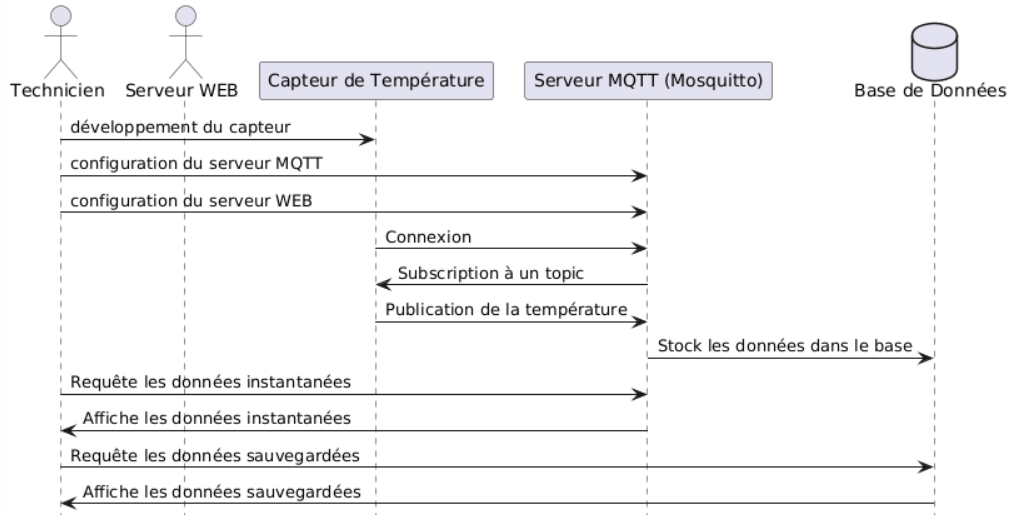 Technicien
Serveur WEB
Capteur de Température
Serveur MQTT (Mosquitto)
Base de Données
développement du capteur
configuration du serveur MQTT
configuration du serveur WEB
Connexion
Subscription à un topic
Publication de la température
Stock les données dans le base
Requête les données instantanées
Affiche les données instantanées
Requête les données sauvegardées
Affiche les données sauvegardées